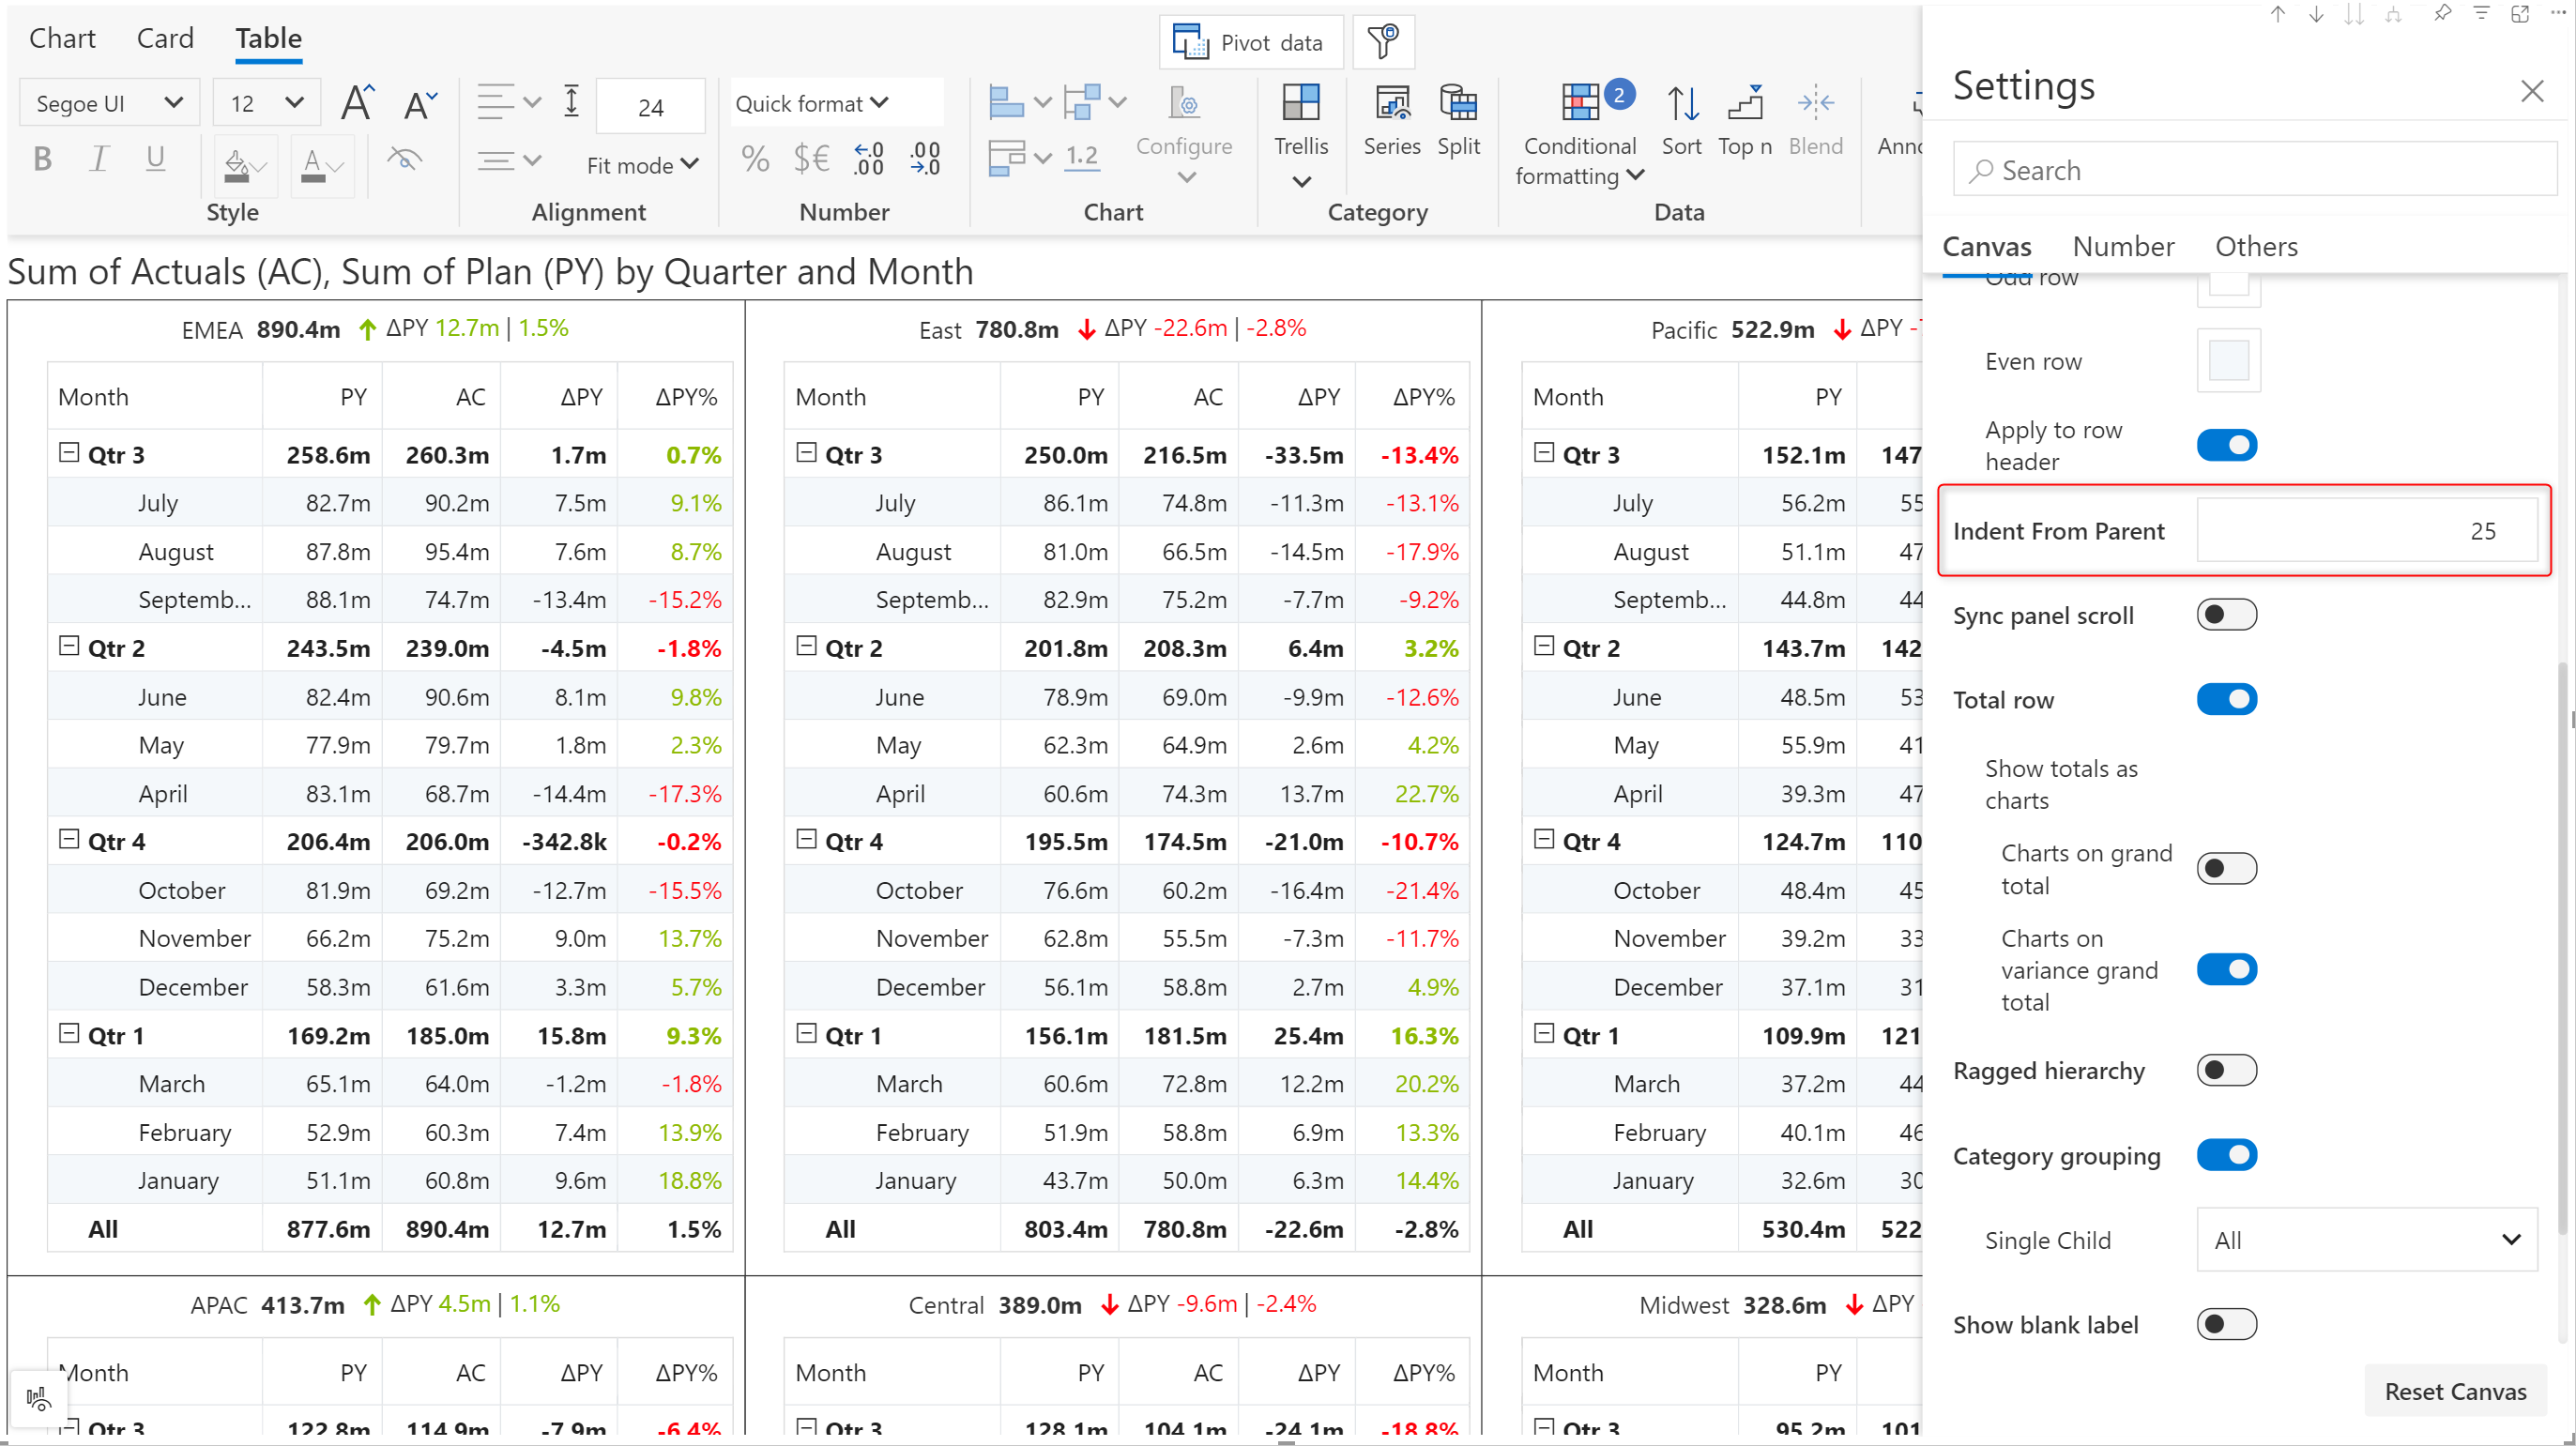 Chart Card Table
Pivot data
Segoe UI 12 A A 24 Quick format
B I U A Fit mode % $€ .0 .00 .00 .0 1.2
Configure Trellis Series Split Conditional formatting 2 Sort Top n Blend
Style Alignment Number Chart Category Data
Sum of Actuals (AC), Sum of Plan (PY) by Quarter and Month
EMEA 890.4m ΔPY 12.7m | 1.5%
Month PY AC ΔPY ΔPY%
Qtr 3 258.6m 260.3m 1.7m 0.7%
July 82.7m 90.2m 7.5m 9.1%
August 87.8m 95.4m 7.6m 8.7%
Septemb... 88.1m 74.7m -13.4m -15.2%
Qtr 2 243.5m 239.0m -4.5m -1.8%
June 82.4m 90.6m 8.1m 9.8%
May 77.9m 79.7m 1.8m 2.3%
April 83.1m 68.7m -14.4m -17.3%
Qtr 4 206.4m 206.0m -342.8k -0.2%
October 81.9m 69.2m -12.7m -15.5%
November 66.2m 75.2m 9.0m 13.7%
December 58.3m 61.6m 3.3m 5.7%
Qtr 1 169.2m 185.0m 15.8m 9.3%
March 65.1m 64.0m -1.2m -1.8%
February 52.9m 60.3m 7.4m 13.9%
January 51.1m 60.8m 9.6m 18.8%
All 877.6m 890.4m 12.7m 1.5%
East 780.8m ΔPY -22.6m | -2.8%
Month PY AC ΔPY ΔPY%
Qtr 3 250.0m 216.5m -33.5m -13.4%
July 86.1m 74.8m -11.3m -13.1%
August 81.0m 66.5m -14.5m -17.9%
Septemb... 82.9m 75.2m -7.7m -9.2%
Qtr 2 201.8m 208.3m 6.4m 3.2%
June 78.9m 69.0m -9.9m -12.6%
May 62.3m 64.9m 2.6m 4.2%
April 60.6m 74.3m 13.7m 22.7%
Qtr 4 195.5m 174.5m -21.0m -10.7%
October 76.6m 60.2m -16.4m -21.4%
November 62.8m 55.5m -7.3m -11.7%
December 56.1m 58.8m 2.7m 4.9%
Qtr 1 156.1m 181.5m 25.4m 16.3%
March 60.6m 72.8m 12.2m 20.2%
February 51.9m 58.8m 6.9m 13.3%
January 43.7m 50.0m 6.3m 14.4%
All 803.4m 780.8m -22.6m -2.8%
Pacific 522.9m ΔPY
Month PY
Qtr 3 152.1m 147
July 56.2m 55
August 51.1m 47
Septemb... 44.8m 44
Qtr 2 143.7m 142
June 48.5m 53
May 55.9m 41
April 39.3m 47
Qtr 4 124.7m 110
October 48.4m 45
November 39.2m 33
December 37.1m 31
Qtr 1 109.9m 121
March 37.2m 44
February 40.1m 46
January 32.6m 30
All 530.4m 522
APAC 413.7m ΔPY 4.5m | 1.1%
Month PY AC ΔPY ΔPY%
Qtr 3 122.8m 114.9m -7.9m -6.4%
Central 389.0m ΔPY -9.6m | -2.4%
Month PY AC ΔPY ΔPY%
Qtr 3 128.1m 104.1m -24.1m -18.8%
Midwest 328.6m ΔPY
Month PY
Qtr 3 95.2m 101
Settings
Search
Canvas Number Others
Odd row
Even row
Apply to row
header
Indent From Parent 25
Sync panel scroll
Total row
Show totals as
charts
Charts on grand
total
Charts on
variance grand
total
Ragged hierarchy
Category grouping
Single Child All
Show blank label
Reset Canvas